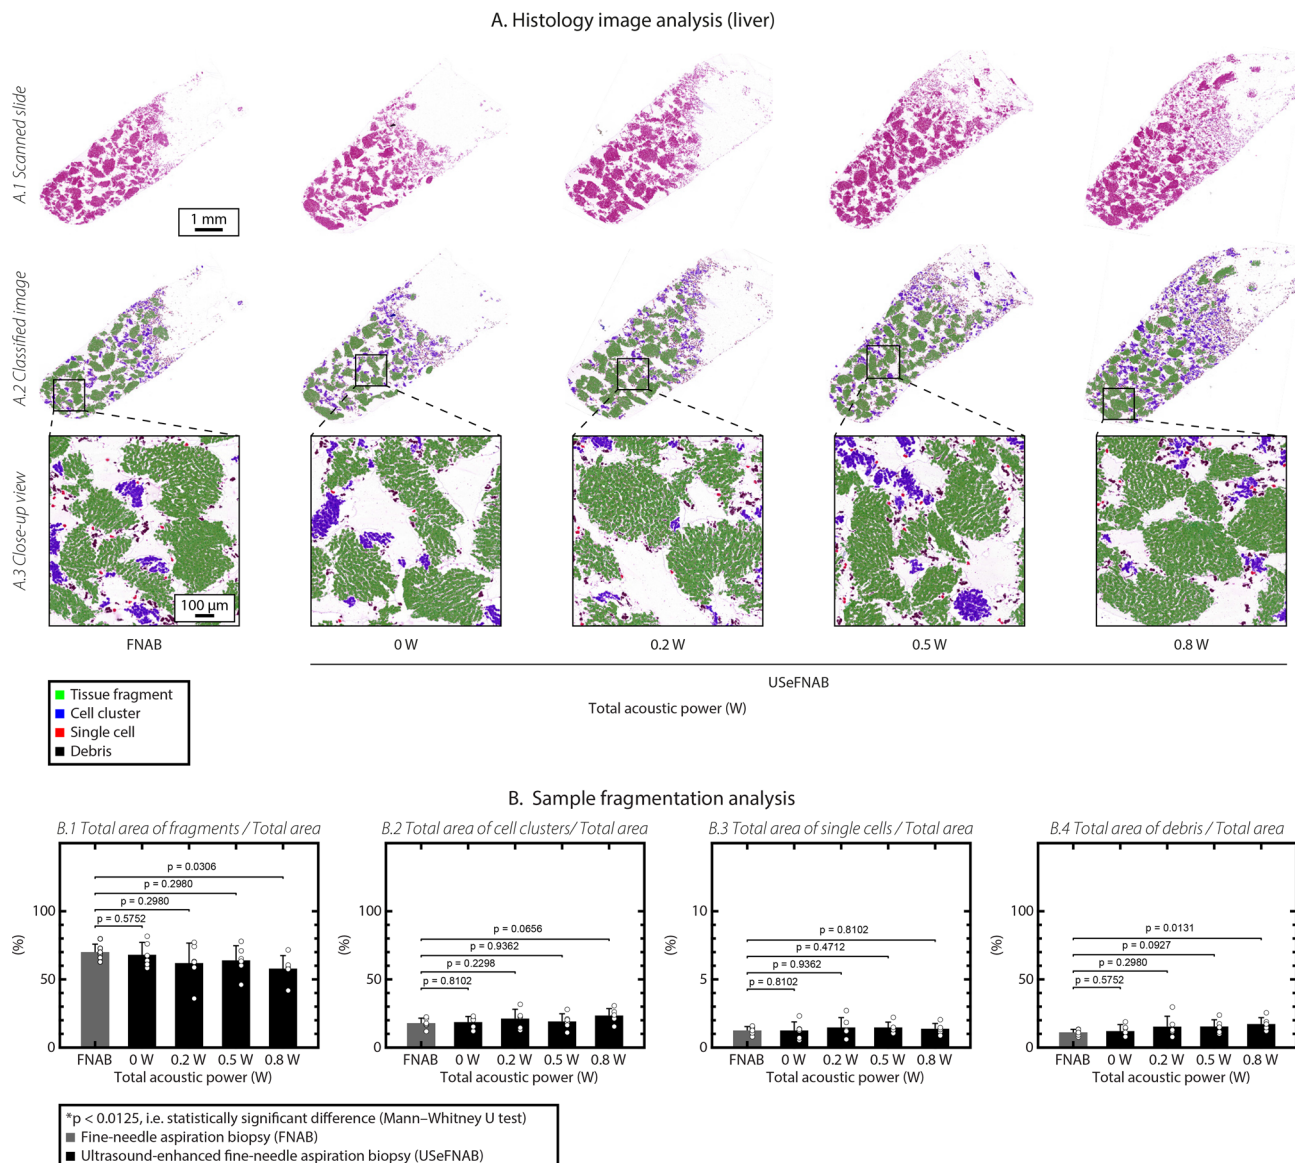 A. Histology image analysis (liver)
A.1 Scanned slide
1 mm
A.2 Classified image
A.3 Close-up view
100 µm
FNAB
0 W
0.2 W
0.5 W
0.8 W
USeFNAB
Total acoustic power (W)
Tissue fragment
Cell cluster
Single cell
Debris
B. Sample fragmentation analysis
B.1 Total area of fragments / Total area
p = 0.0306
p = 0.2980
p = 0.2980
p = 0.5752
100
50
0
(%)
FNAB 0 W 0.2 W 0.5 W 0.8 W
Total acoustic power (W)
B.2 Total area of cell clusters/ Total area
p = 0.0656
p = 0.9362
p = 0.2298
p = 0.8102
100
50
0
(%)
FNAB 0 W 0.2 W 0.5 W 0.8 W
Total acoustic power (W)
B.3 Total area of single cells / Total area
p = 0.8102
p = 0.4712
p = 0.9362
p = 0.8102
10
5
0
(%)
FNAB 0 W 0.2 W 0.5 W 0.8 W
Total acoustic power (W)
B.4 Total area of debris / Total area
p = 0.0131
p = 0.0927
p = 0.2980
p = 0.5752
100
50
0
(%)
FNAB 0 W 0.2 W 0.5 W 0.8 W
Total acoustic power (W)
*p < 0.0125, i.e. statistically significant difference (Mann–Whitney U test)
Fine-needle aspiration biopsy (FNAB)
Ultrasound-enhanced fine-needle aspiration biopsy (USeFNAB)